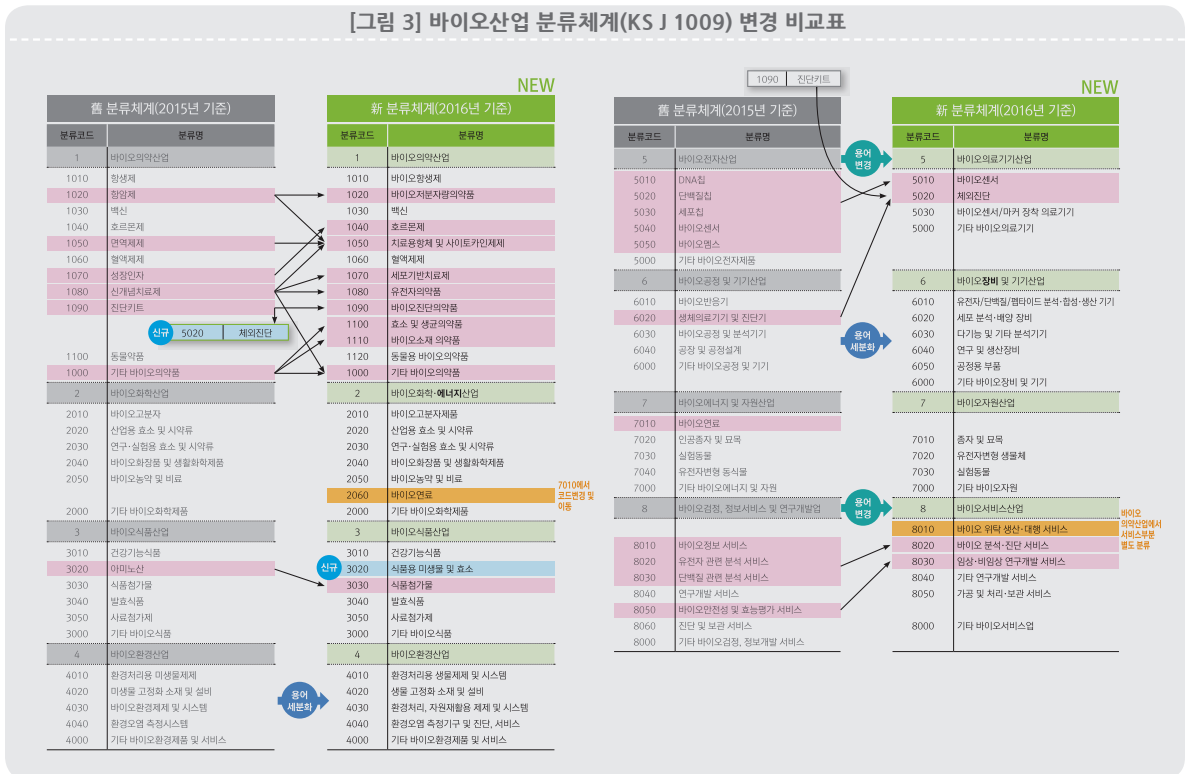 [그림 3] 바이오산업 분류체계(KS J 1009) 변경 비교표
NEW
舊 분류체계(2015년 기준)
분류코드 분류명
1 바이오의약산업
1010 항생제
1020 항암제
1030 백신
1040 호르몬제
1050 면역제제
1060 혈액제제
1070 성장인자
1080 신개념치료제
1090 진단키트
신규 5020 체외진단
1100 동물약품
1000 기타 바이오의약품
2 바이오화학산업
2010 바이오고분자
2020 산업용 효소 및 시약류
2030 연구·실험용 효소 및 시약류
2040 바이오화장품 및 생활화학제품
2050 바이오농약 및 비료
2000 기타 바이오화학제품
3 바이오식품산업
3010 건강기능식품
3020 아미노산
3030 식품첨가물
3040 발효식품
3050 사료첨가제
3000 기타 바이오식품
4 바이오환경산업
4010 환경처리용 미생물제제
4020 미생물 고정화 소재 및 설비
4030 바이오환경제제 및 시스템
4040 환경오염 측정시스템
4000 기타 바이오환경제품 및 서비스
용어
세분화
新 분류체계(2016년 기준)
분류코드 분류명
1 바이오의약산업
1010 바이오항생제
1020 바이오저분자량의약품
1030 백신
1040 호르몬제
1050 치료용항체 및 사이토카인제제
1060 혈액제제
1070 세포기반치료제
1080 유전자의약품
1090 바이오진단의약품
1100 효소 및 생균의약품
1110 바이오소재 의약품
1120 동물용 바이오의약품
1000 기타 바이오의약품
2 바이오화학·에너지산업
2010 바이오고분자제품
2020 산업용 효소 및 시약류
2030 연구·실험용 효소 및 시약류
2040 바이오화장품 및 생활화학제품
2050 바이오농약 및 비료
2060 바이오연료
2000 기타 바이오화학제품
7010에서
코드변경 및
이동
3 바이오식품산업
3010 건강기능식품
신규 3020 식품용 미생물 및 효소
3030 식품첨가물
3040 발효식품
3050 사료첨가제
3000 기타 바이오식품
4 바이오환경산업
4010 환경처리용 생물제제 및 시스템
4020 생물 고정화 소재 및 설비
4030 환경처리, 자원재활용 제제 및 시스템
4040 환경오염 측정기구 및 진단, 서비스
4000 기타 바이오환경제품 및 서비스
1090 진단키트
NEW
舊 분류체계(2015년 기준)
분류코드 분류명
5 바이오전자산업
5010 DNA칩
5020 단백질칩
5030 세포칩
5040 바이오센서
5050 바이오멤스
5000 기타 바이오전자제품
6 바이오공정 및 기기산업
6010 바이오반응기
6020 생체의료기기 및 진단기
6030 바이오공정 및 분석기기
6040 공장 및 공정설계
6000 기타 바이오공정 및 기기
7 바이오에너지 및 자원산업
7010 바이오연료
7020 인공종자 및 묘목
7030 실험동물
7040 유전자변형 동식물
7000 기타 바이오에너지 및 자원
8 바이오검정, 정보서비스 및 연구개발업
8010 바이오정보 서비스
8020 유전자 관련 분석 서비스
8030 단백질 관련 분석 서비스
8040 연구개발 서비스
8050 바이오안전성 및 효능평가 서비스
8060 진단 및 보관 서비스
8000 기타 바이오검정, 정보개발 서비스
용어
변경
용어
세분화
용어
변경
新 분류체계(2016년 기준)
분류코드 분류명
5 바이오의료기기산업
5010 바이오센서
5020 체외진단
5030 바이오센서/마커 장착 의료기기
5000 기타 바이오의료기기
6 바이오장비 및 기기산업
6010 유전자/단백질/펩타이드 분석·합성·생산 기기
6020 세포 분석·배양 장비
6030 다기능 및 기타 분석기기
6040 연구 및 생산장비
6050 공정용 부품
6000 기타 바이오장비 및 기기
7 바이오자원산업
7010 종자 및 묘목
7020 유전자변형 생물체
7030 실험동물
7000 기타 바이오자원
8 바이오서비스산업
8010 바이오 위탁 생산·대행 서비스
8020 바이오 분석·진단 서비스
8030 임상·비임상 연구개발 서비스
8040 기타 연구개발 서비스
8050 가공 및 처리·보관 서비스
8000 기타 바이오서비스업
바이오
의약산업에서
서비스부분
별도 분류